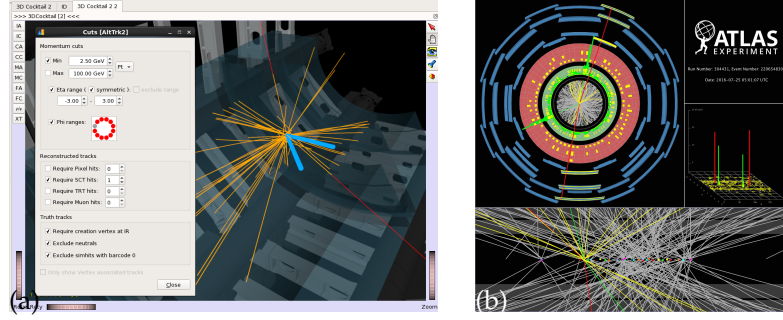 3D Cocktail 2
ID
3D Cocktail 2 2
>>> 3DCocktail [2] <<<
IA
IC
CA
CC
MA
MC
FA
FC
XT
Cuts [AltTrk2]
Momentum cuts
Min 2.50 GeV
Max 100.00 GeV
Pt
Eta range ( symmetric ): exclude range
-3.00 : 3.00
Phi ranges:
Reconstructed tracks
Require Pixel hits: 0
Require SCT hits: 1
Require TRT hits: 0
Require Muon hits: 0
Truth tracks
Require creation vertex at IR
Exclude neutrals
Exclude simhits with barcode 0
Only show Vertex associated tracks
Close
Zoom
(a)
ATLAS
EXPERIMENT
(b)